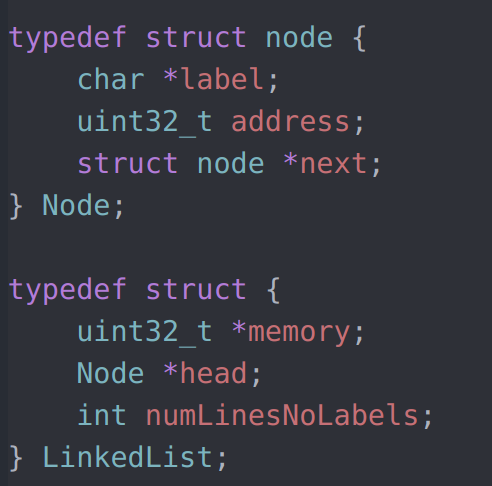 typedef struct node {
    char *label;
    uint32_t address;
    struct node *next;
} Node;

typedef struct {
    uint32_t *memory;
    Node *head;
    int numLinesNoLabels;
} LinkedList;